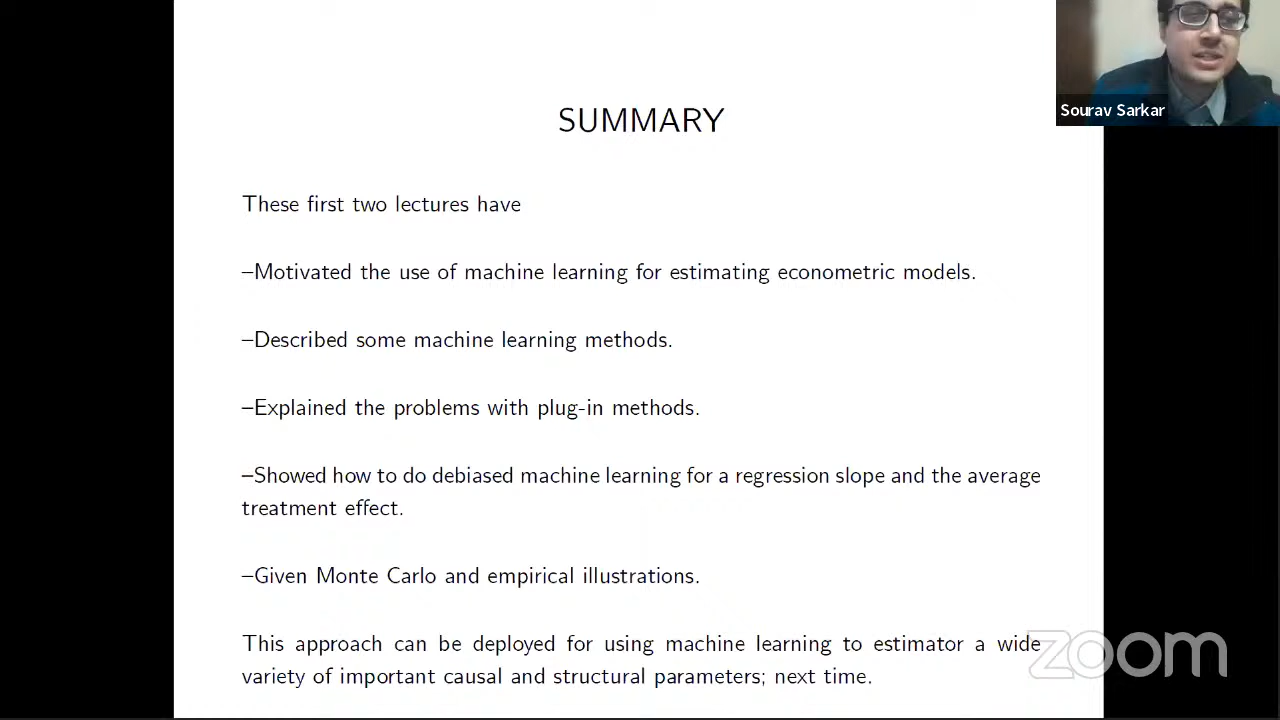 SUMMARY
Sourav Sarkar
These first two lectures have
–Motivated the use of machine learning for estimating econometric models.
–Described some machine learning methods.
–Explained the problems with plug-in methods.
–Showed how to do debiased machine learning for a regression slope and the average
treatment effect.
–Given Monte Carlo and empirical illustrations.
This approach can be deployed for using machine learning to estimator a wide
variety of important causal and structural parameters; next time.
zoom